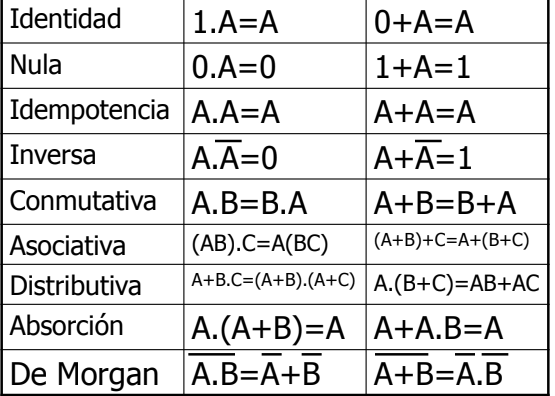 Identidad 1.A=A 0+A=A
Nula 0.A=0 1+A=1
Idempotencia A.A=A A+A=A
Inversa A.A̅=0 A+A̅=1
Conmutativa A.B=B.A A+B=B+A
Asociativa (AB).C=A(BC) (A+B)+C=A+(B+C)
Distributiva A+B.C=(A+B).(A+C) A.(B+C)=AB+AC
Absorción A.(A+B)=A A+A.B=A
De Morgan A̅.̅B̅=A̅+B̅ A̅+̅B̅=A̅.B̅